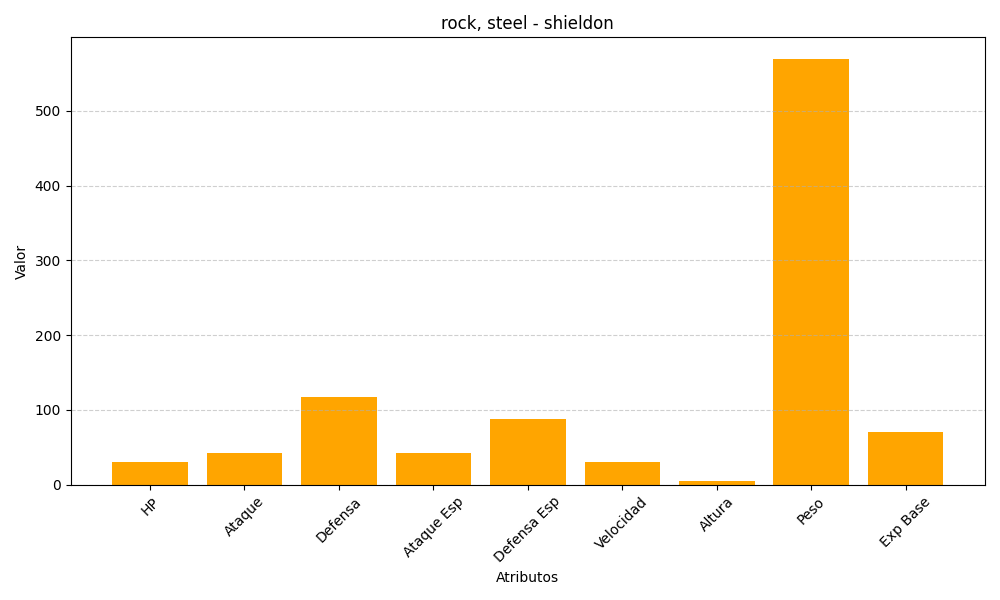 rock, steel - shieldon
Valor
500
400
300
200
100
0
HP
Ataque
Defensa
Ataque Esp
Defensa Esp
Velocidad
Altura
Peso
Exp Base
Atributos